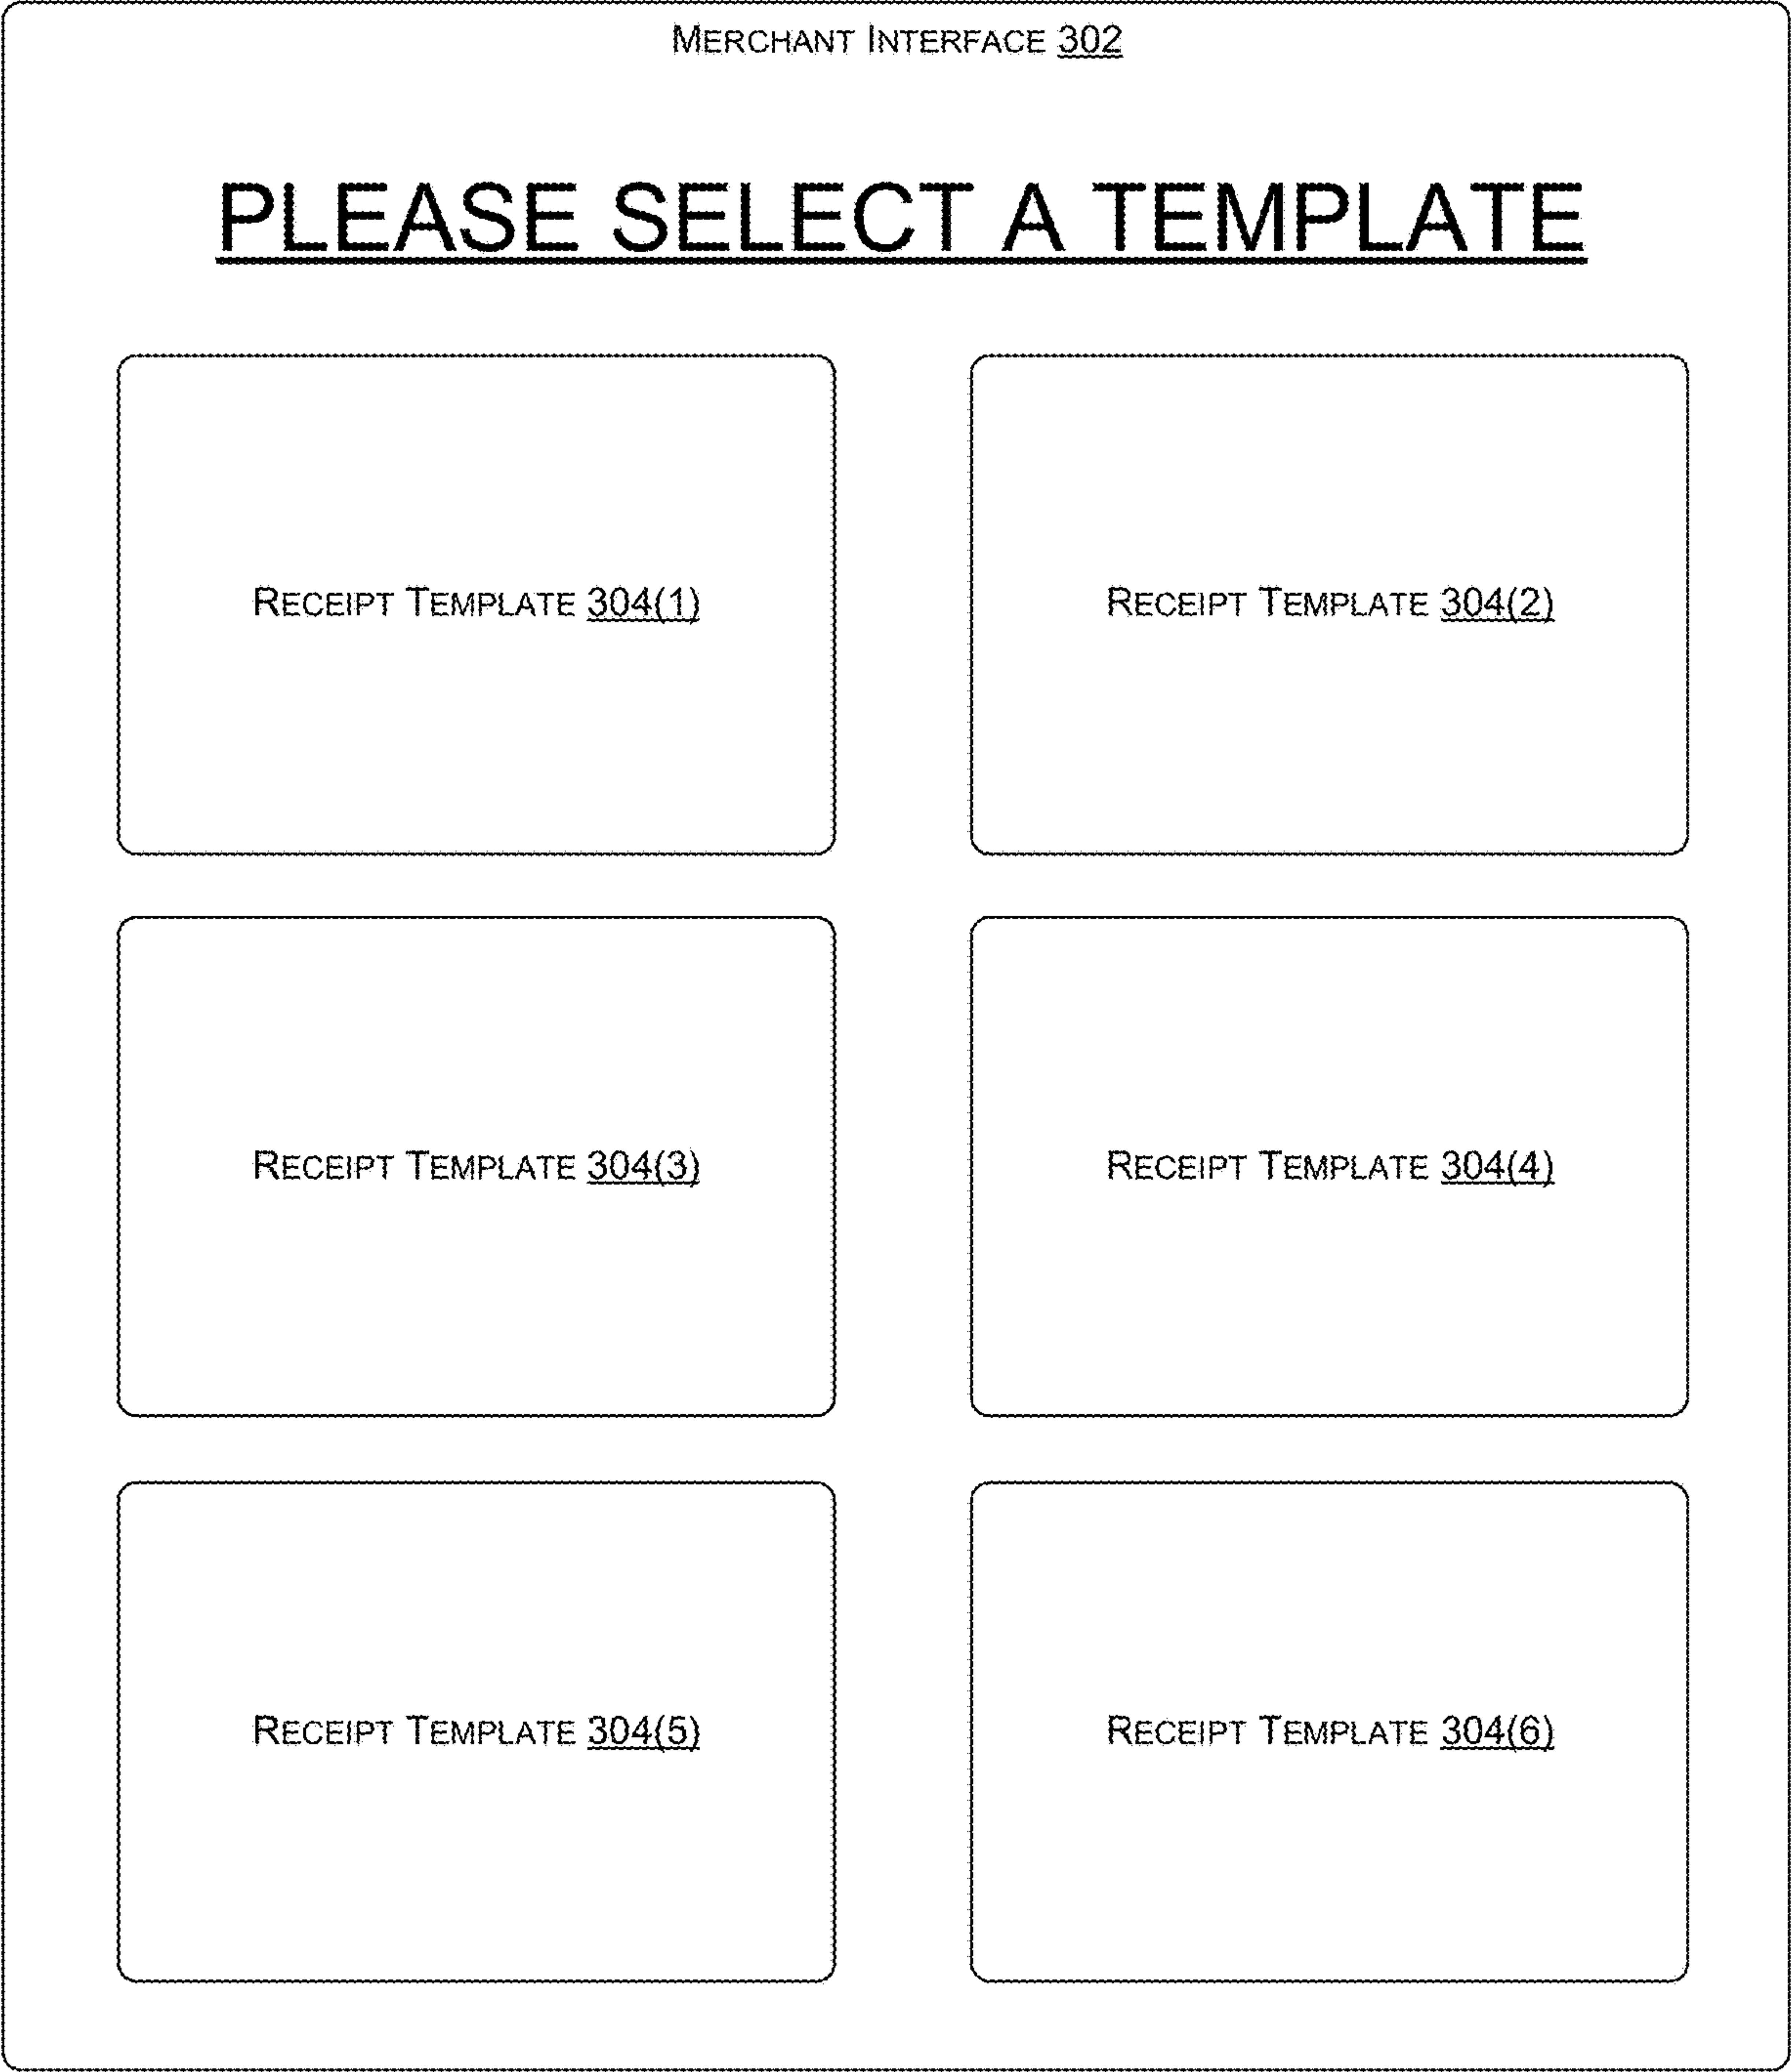 MERCHANT INTERFACE 302
PLEASE SELECT A TEMPLATE
RECEIPT TEMPLATE 304(1)
RECEIPT TEMPLATE 304(2)
RECEIPT TEMPLATE 304(3)
RECEIPT TEMPLATE 304(4)
RECEIPT TEMPLATE 304(5)
RECEIPT TEMPLATE 304(6)